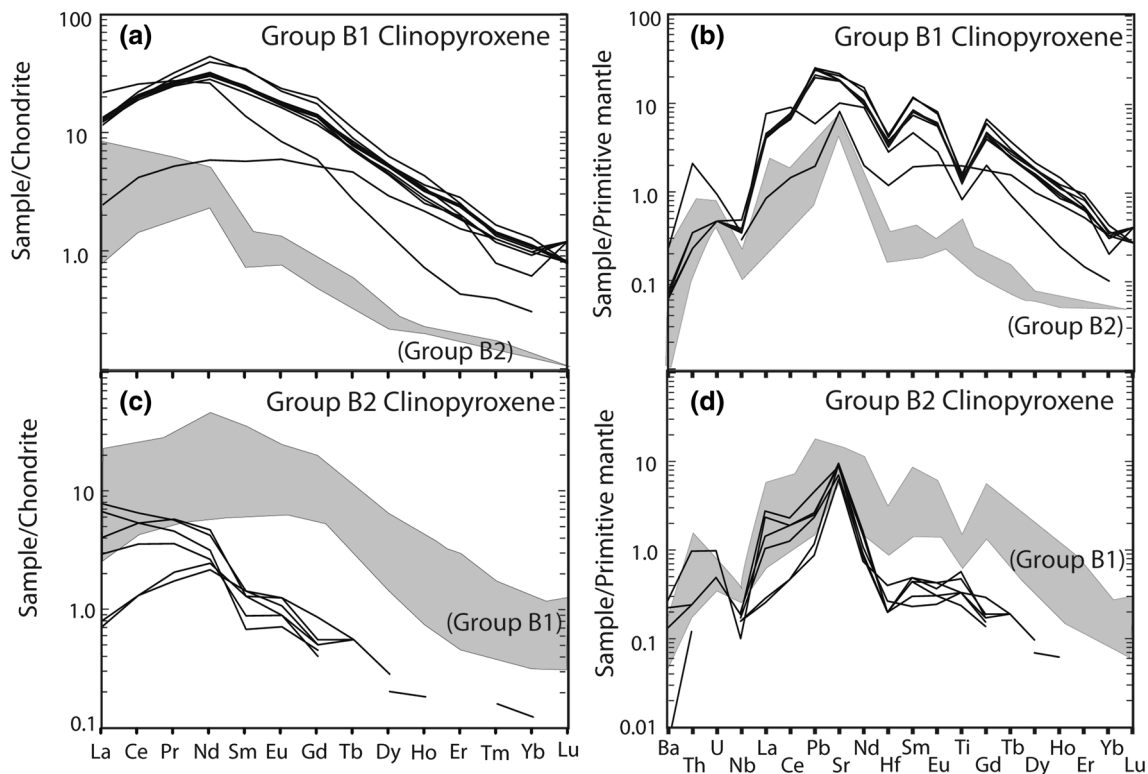 (a) Group B1 Clinopyroxene
Sample/Chondrite
100
10
1.0
(Group B2)
(b) Group B1 Clinopyroxene
Sample/Primitive mantle
100
10
1.0
0.1
(Group B2)
(c) Group B2 Clinopyroxene
Sample/Chondrite
10
1.0
0.1
(Group B1)
La Ce Pr Nd Sm Eu Gd Tb Dy Ho Er Tm Yb Lu
(d) Group B2 Clinopyroxene
Sample/Primitive mantle
10
1.0
0.1
0.01
(Group B1)
Ba U La Pb Nd Sm Ti Tb Ho Yb
Th Nb Ce Sr Hf Eu Gd Dy Er Lu